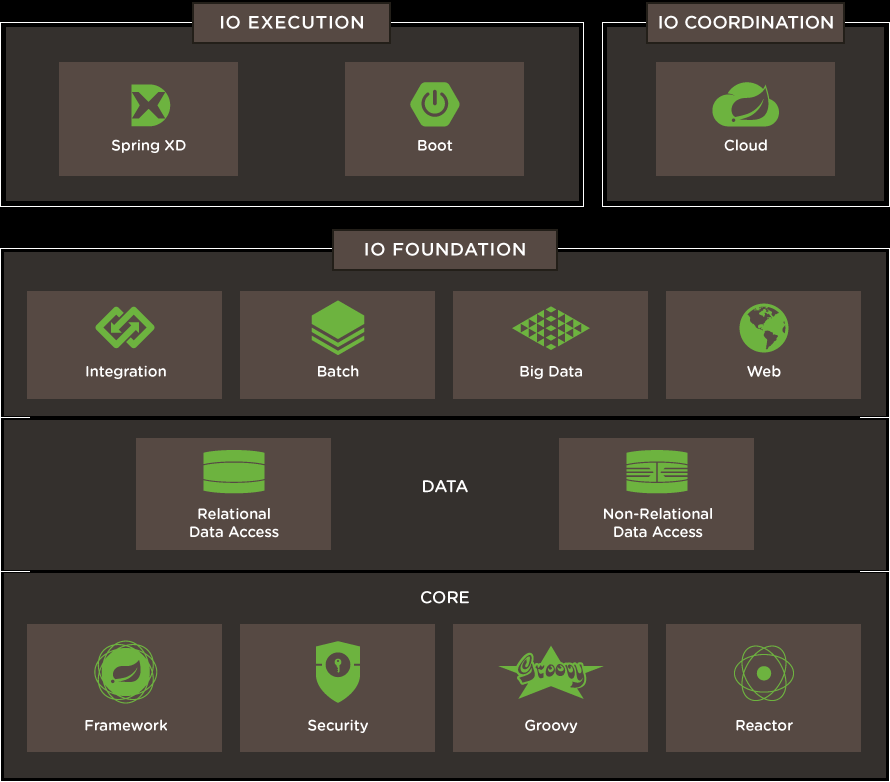 IO EXECUTION
IO COORDINATION
Spring XD
Boot
Cloud
IO FOUNDATION
Integration
Batch
Big Data
Web
Relational
Data Access
DATA
Non-Relational
Data Access
CORE
Groovy
Framework
Security
Groovy
Reactor